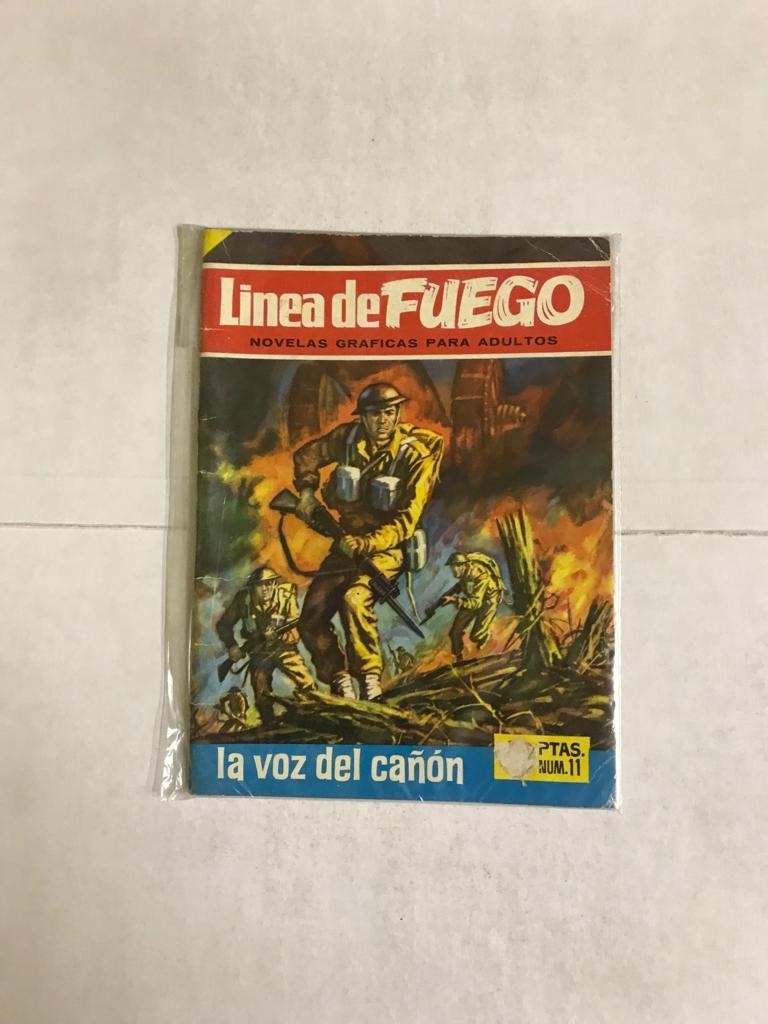 Linea de FUEGO
NOVELAS GRAFICAS PARA ADULTOS
la voz del cañón
PTAS.
NUM. 11